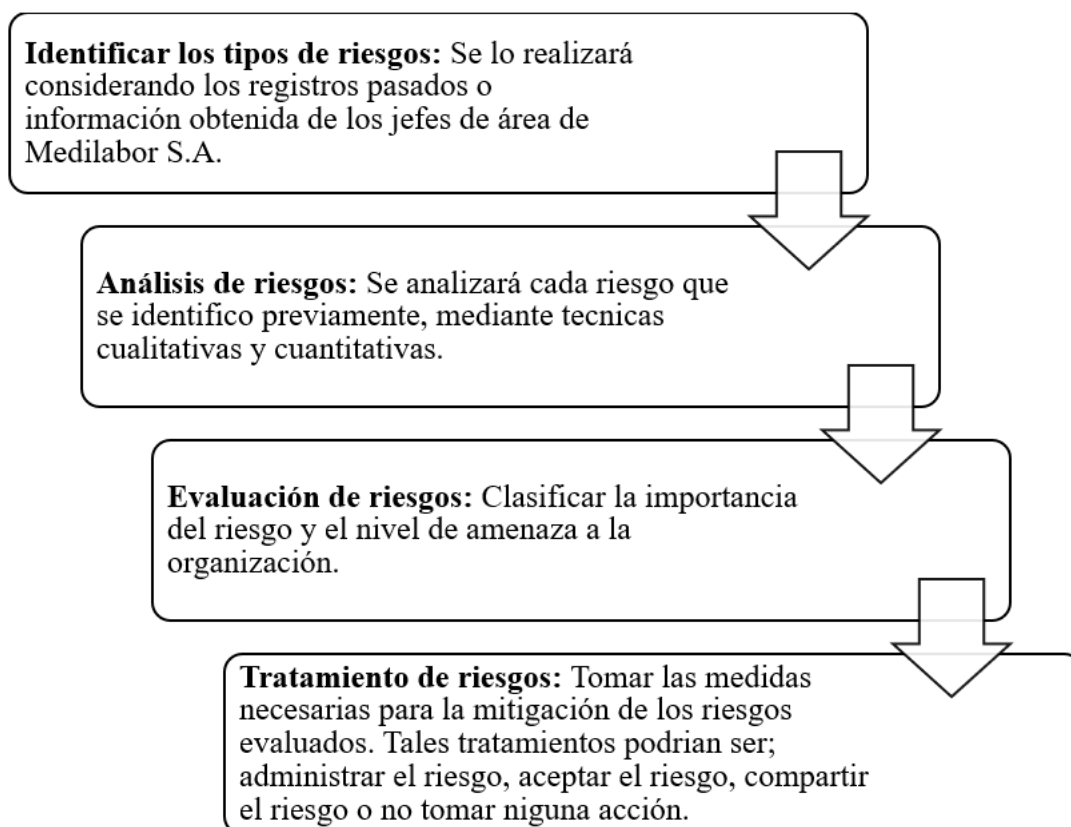 Identificar los tipos de riesgos: Se lo realizará
considerando los registros pasados o
información obtenida de los jefes de área de
Medilabor S.A.
Análisis de riesgos: Se analizará cada riesgo que
se identifico previamente, mediante tecnicas
cualitativas y cuantitativas.
Evaluación de riesgos: Clasificar la importancia
del riesgo y el nivel de amenaza a la
organización.
Tratamiento de riesgos: Tomar las medidas
necesarias para la mitigación de los riesgos
evaluados. Tales tratamientos podrian ser;
administrar el riesgo, aceptar el riesgo, compartir
el riesgo o no tomar niguna acción.